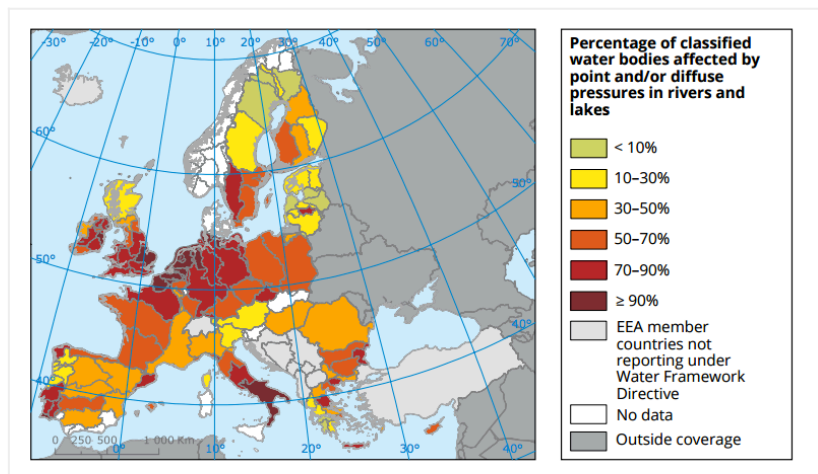 -30° -20° -10° 0° 10° 20° 30° 40° 50° 60° 70°
60°
50°
50°
40°
40°
0 250 500 1 000 Km
0° 10° 20° 30° 40°
Percentage of classified
water bodies affected by
point and/or diffuse
pressures in rivers and
lakes
< 10%
10–30%
30–50%
50–70%
70–90%
≥ 90%
EEA member
countries not
reporting under
Water Framework
Directive
No data
Outside coverage